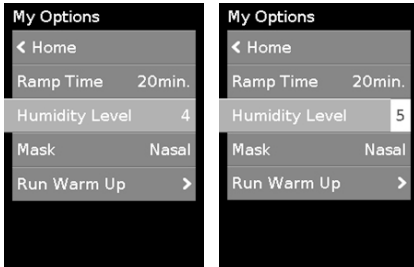 My Options
Home
Ramp Time 20min.
Humidity Level 4
Mask Nasal
Run Warm Up
My Options
Home
Ramp Time 20min.
Humidity Level 5
Mask Nasal
Run Warm Up